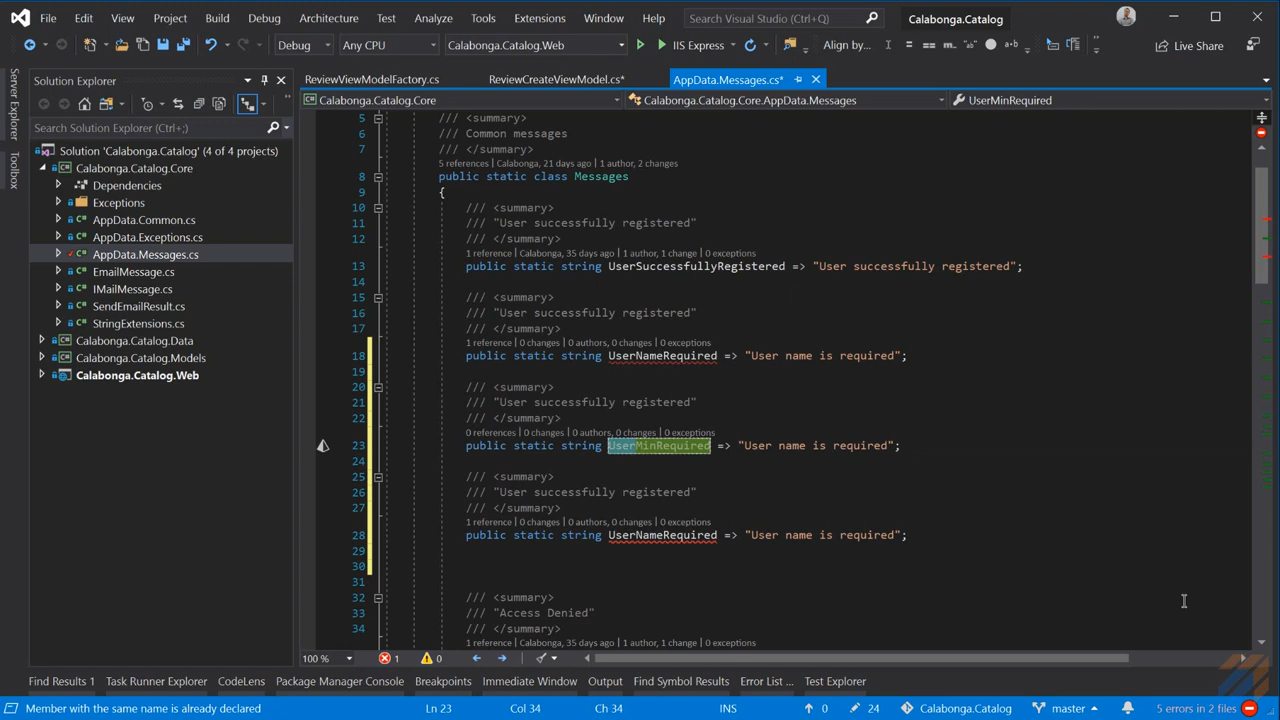 File Edit View Project Build Debug Architecture Test Analyze Tools Extensions Window Help Search Visual Studio (Ctrl+Q) Calabonga.Catalog
Debug Any CPU Calabonga.Catalog.Web IIS Express Align by... Live Share
Server Explorer
Toolbox
Solution Explorer
Search Solution Explorer (Ctrl+;)
Solution 'Calabonga.Catalog' (4 of 4 projects)
Calabonga.Catalog.Core
Dependencies
Exceptions
AppData.Common.cs
AppData.Exceptions.cs
AppData.Messages.cs
EmailMessage.cs
IMailMessage.cs
SendEmailResult.cs
StringExtensions.cs
Calabonga.Catalog.Data
Calabonga.Catalog.Models
Calabonga.Catalog.Web
ReviewViewModelFactory.cs ReviewCreateViewModel.cs* AppData.Messages.cs*
Calabonga.Catalog.Core Calabonga.Catalog.Core.AppData.Messages UserMinRequired
5 /// <summary>
6 /// Common messages
7 /// </summary>
5 references | Calabonga, 21 days ago | 1 author, 2 changes
8 public static class Messages
9 {
10 /// <summary>
11 /// "User successfully registered"
12 /// </summary>
1 reference | Calabonga, 35 days ago | 1 author, 1 change | 0 exceptions
13 public static string UserSuccessfullyRegistered => "User successfully registered";
14
15 /// <summary>
16 /// "User successfully registered"
17 /// </summary>
1 reference | 0 changes | 0 authors, 0 changes | 0 exceptions
18 public static string UserNameRequired => "User name is required";
19
20 /// <summary>
21 /// "User successfully registered"
22 /// </summary>
0 references | 0 changes | 0 authors, 0 changes | 0 exceptions
23 public static string UserMinRequired => "User name is required";
24
25 /// <summary>
26 /// "User successfully registered"
27 /// </summary>
1 reference | 0 changes | 0 authors, 0 changes | 0 exceptions
28 public static string UserNameRequired => "User name is required";
29
30
31
32 /// <summary>
33 /// "Access Denied"
34 /// </summary>
1 reference | Calabonga, 35 days ago | 1 author, 1 change | 0 exceptions
100 % 1 0
Find Results 1 Task Runner Explorer CodeLens Package Manager Console Breakpoints Immediate Window Output Find Symbol Results Error List ... Test Explorer
Member with the same name is already declared Ln 23 Col 34 Ch 34 INS 0 24 Calabonga.Catalog master 5 errors in 2 files